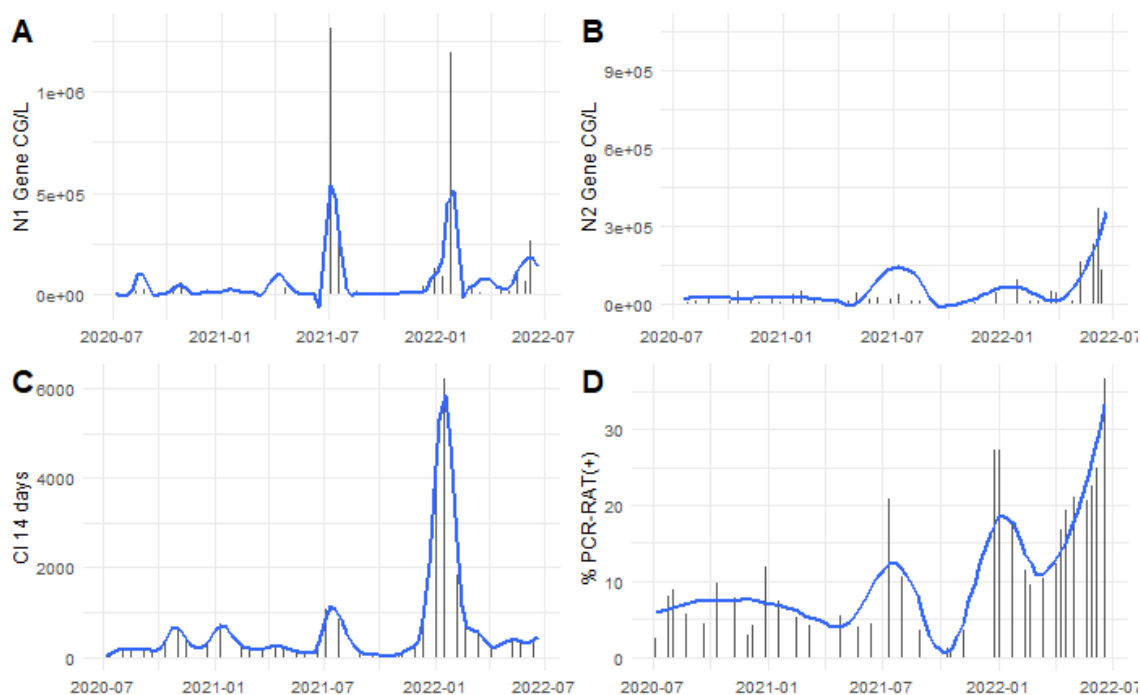 A
N1 Gene CG/L
1e+06
5e+05
0e+00
2020-07 2021-01 2021-07 2022-01 2022-07
B
N2 Gene CG/L
9e+05
6e+05
3e+05
0e+00
2020-07 2021-01 2021-07 2022-01 2022-07
C
CI 14 days
6000
4000
2000
0
2020-07 2021-01 2021-07 2022-01 2022-07
D
% PCR-RAT(+)
30
20
10
0
2020-07 2021-01 2021-07 2022-01 2022-07